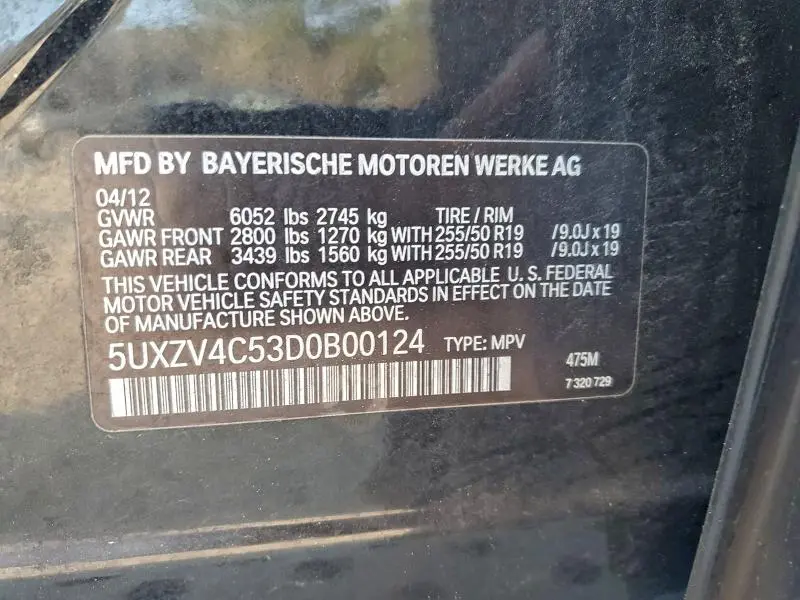 MFD BY BAYERISCHE MOTOREN WERKE AG
04/12
GVWR 6052 lbs 2745 kg TIRE / RIM
GAWR FRONT 2800 lbs 1270 kg WITH 255/50 R19 / 9.0J x 19
GAWR REAR 3439 lbs 1560 kg WITH 255/50 R19 / 9.0J x 19
THIS VEHICLE CONFORMS TO ALL APPLICABLE U. S. FEDERAL
MOTOR VEHICLE SAFETY STANDARDS IN EFFECT ON THE DATE
OF MANUFACTURE SHOWN ABOVE.
5UXZV4C53D0B00124 TYPE: MPV
475M
7 320 729